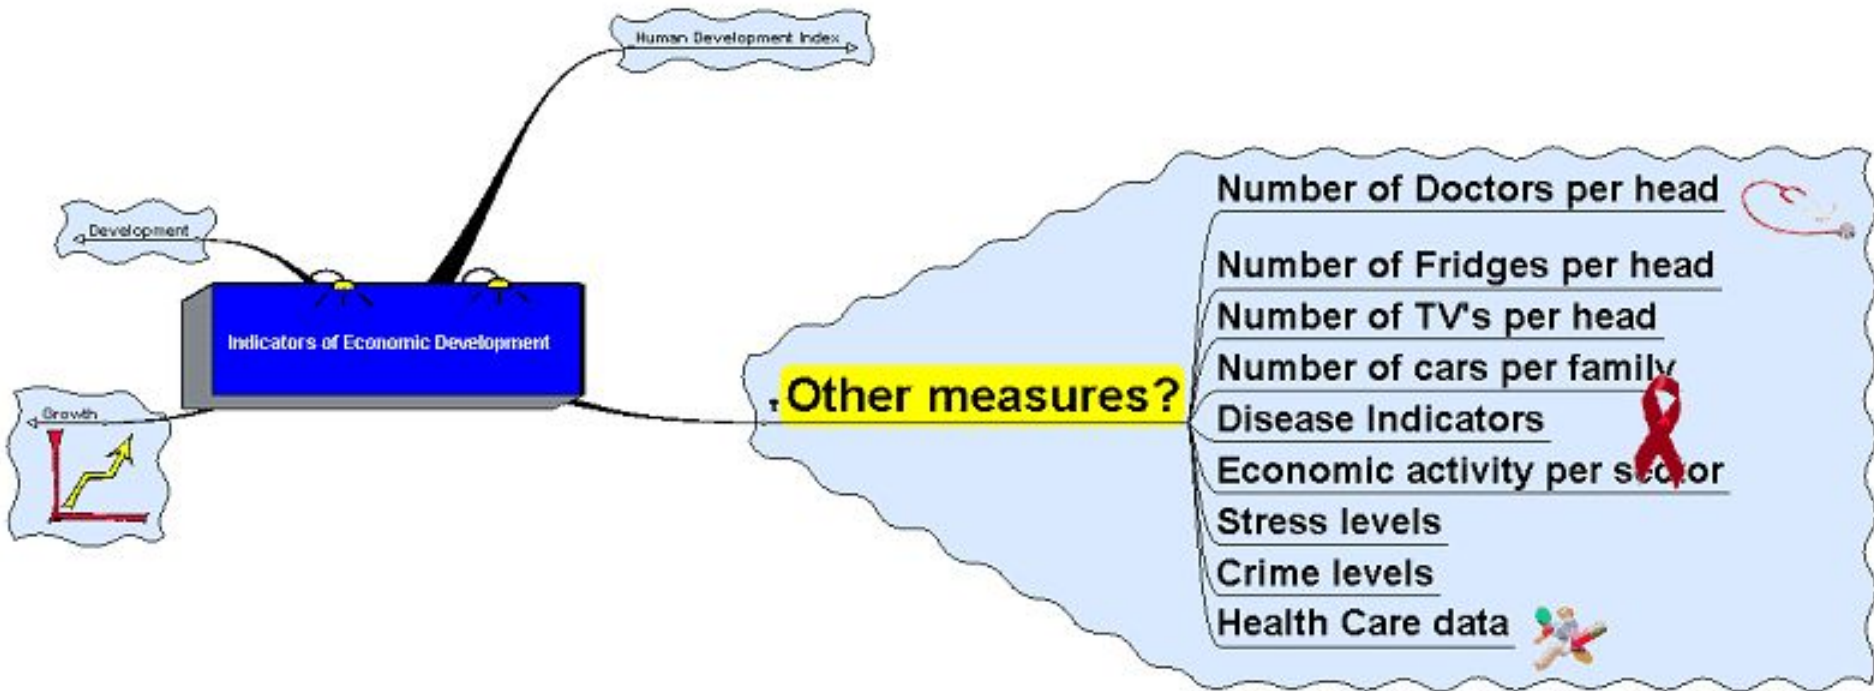 Human Development Index
Development
Indicators of Economic Development
Growth
Other measures?
Number of Doctors per head
Number of Fridges per head
Number of TV's per head
Number of cars per family
Disease Indicators
Economic activity per sector
Stress levels
Crime levels
Health Care data